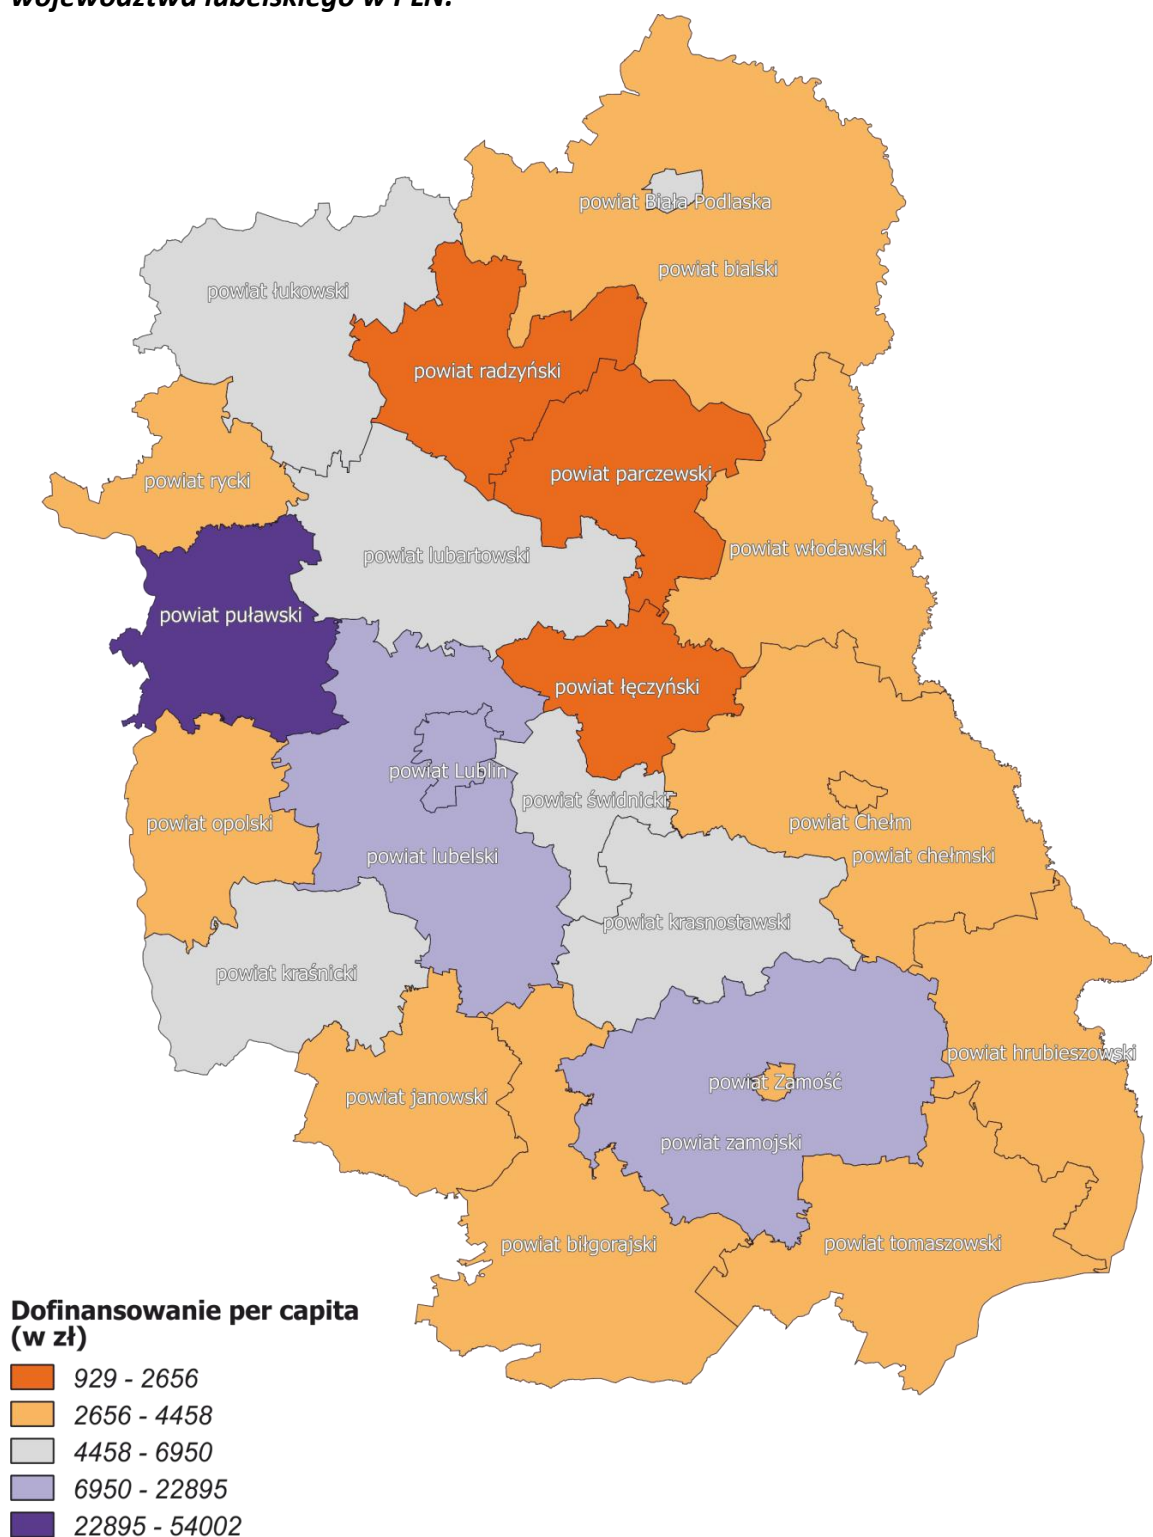 województwa lubelskiego w PLN.
powiat Biała Podlaska
powiat bialski
powiat łukowski
powiat radzyński
powiat parczewski
powiat rycki
powiat włodawski
powiat lubartowski
powiat puławski
powiat łęczyński
powiat Lublin
powiat świdnicki
powiat opolski
powiat Chełm
powiat lubelski
powiat chełmski
powiat krasnostawski
powiat kraśnicki
powiat hrubieszowski
powiat Zamość
powiat janowski
powiat zamojski
powiat biłgorajski
powiat tomaszowski
Dofinansowanie per capita
(w zł)
929 - 2656
2656 - 4458
4458 - 6950
6950 - 22895
22895 - 54002